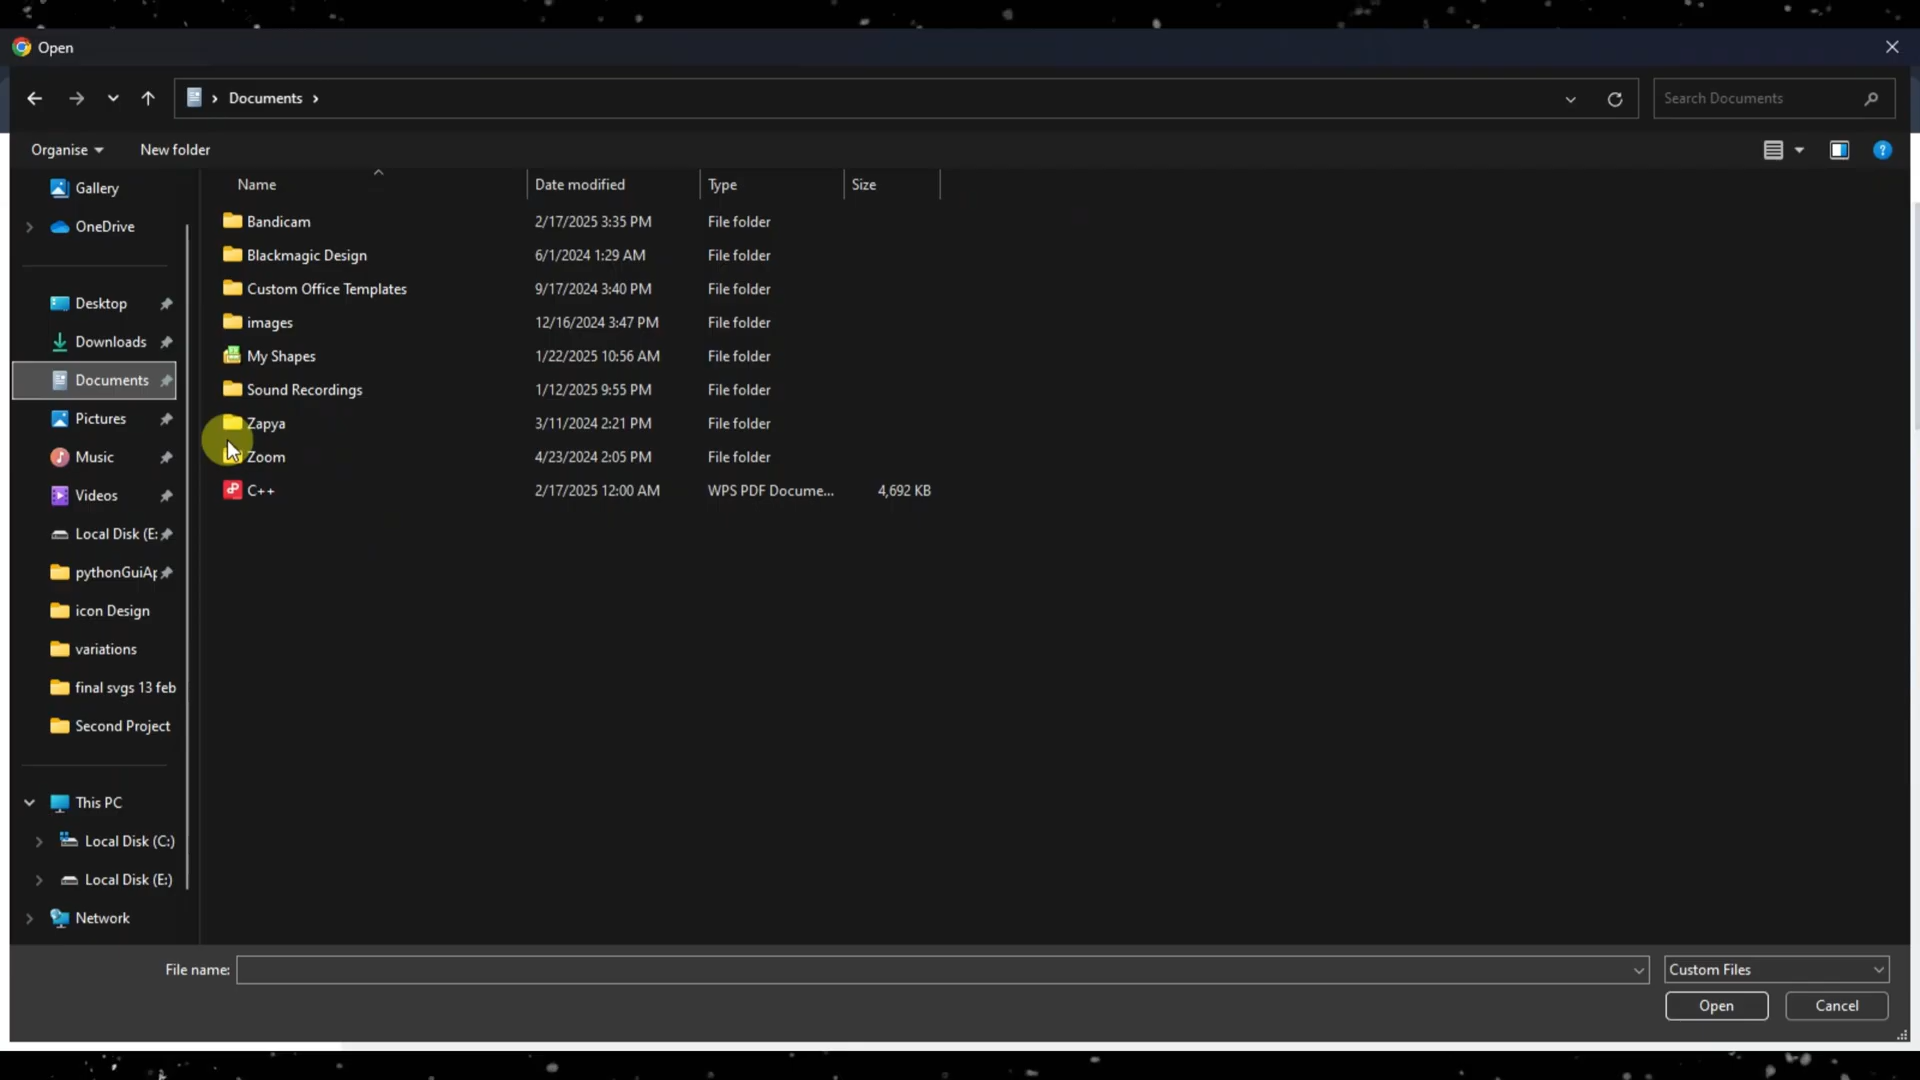 Open
Documents
Search Documents
Organise
New folder
Gallery
OneDrive
Desktop
Downloads
Documents
Pictures
Music
Videos
Local Disk (E:
pythonGuiAp
icon Design
variations
final svgs 13 feb
Second Project
This PC
Local Disk (C:)
Local Disk (E:)
Network
Name Date modified Type Size
Bandicam 2/17/2025 3:35 PM File folder
Blackmagic Design 6/1/2024 1:29 AM File folder
Custom Office Templates 9/17/2024 3:40 PM File folder
images 12/16/2024 3:47 PM File folder
My Shapes 1/22/2025 10:56 AM File folder
Sound Recordings 1/12/2025 9:55 PM File folder
Zapya 3/11/2024 2:21 PM File folder
Zoom 4/23/2024 2:05 PM File folder
C++ 2/17/2025 12:00 AM WPS PDF Docume... 4,692 KB
File name:
Custom Files
Open
Cancel